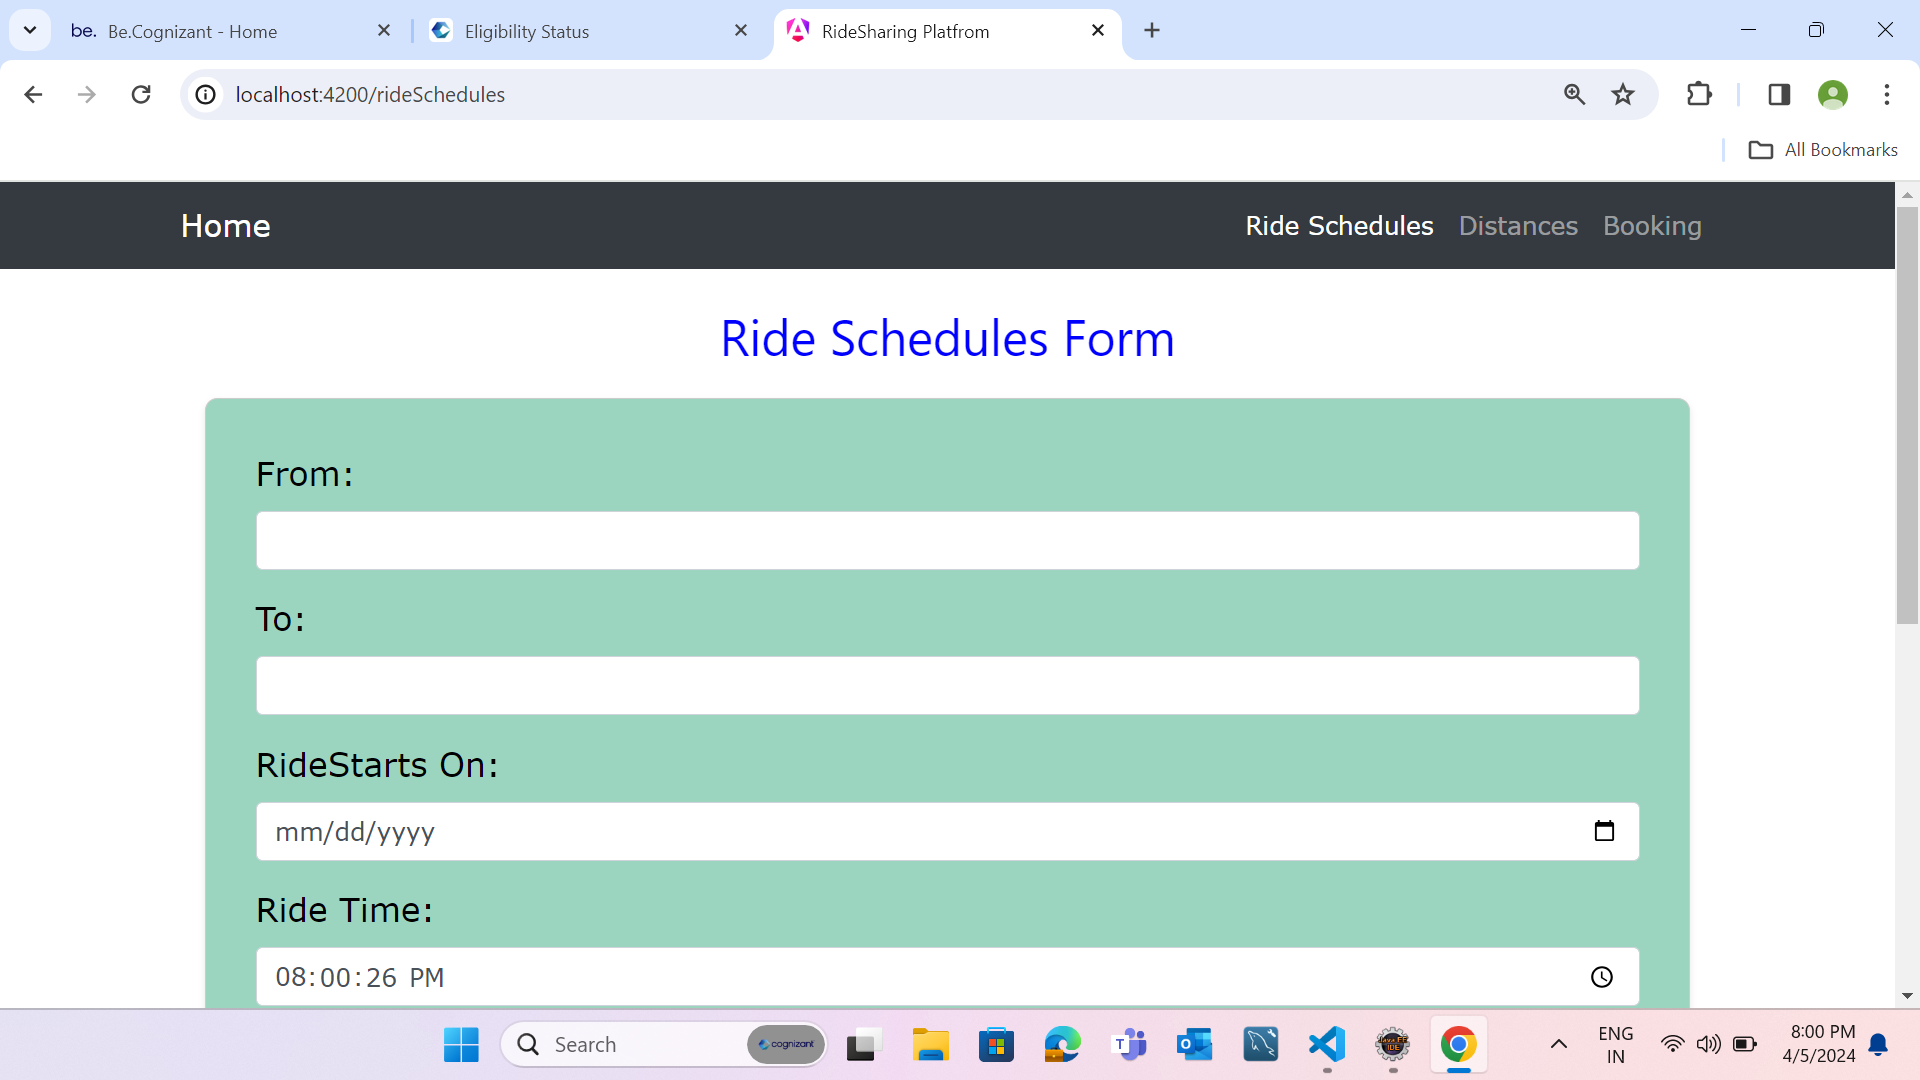 be. Be.Cognizant - Home
Eligibility Status
RideSharing Platfrom
localhost:4200/rideSchedules
All Bookmarks
Home
Ride Schedules
Distances
Booking
Ride Schedules Form
From:
To:
RideStarts On:
mm/dd/yyyy
Ride Time:
08:00:26 PM
Search
cognizant
ENG
IN
8:00 PM
4/5/2024